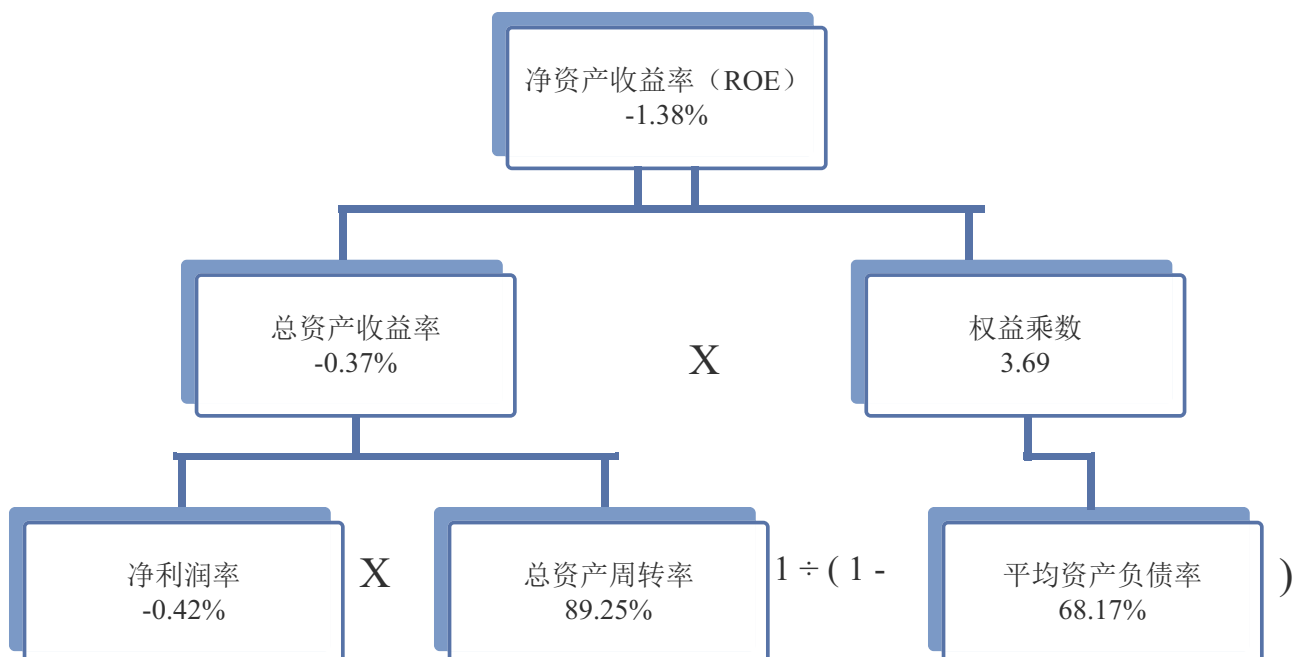 净资产收益率（ROE）
-1.38%
总资产收益率
-0.37%
X
权益乘数
3.69
净利润率
-0.42%
X
总资产周转率
89.25%
1 ÷ ( 1 -
平均资产负债率
68.17%
)